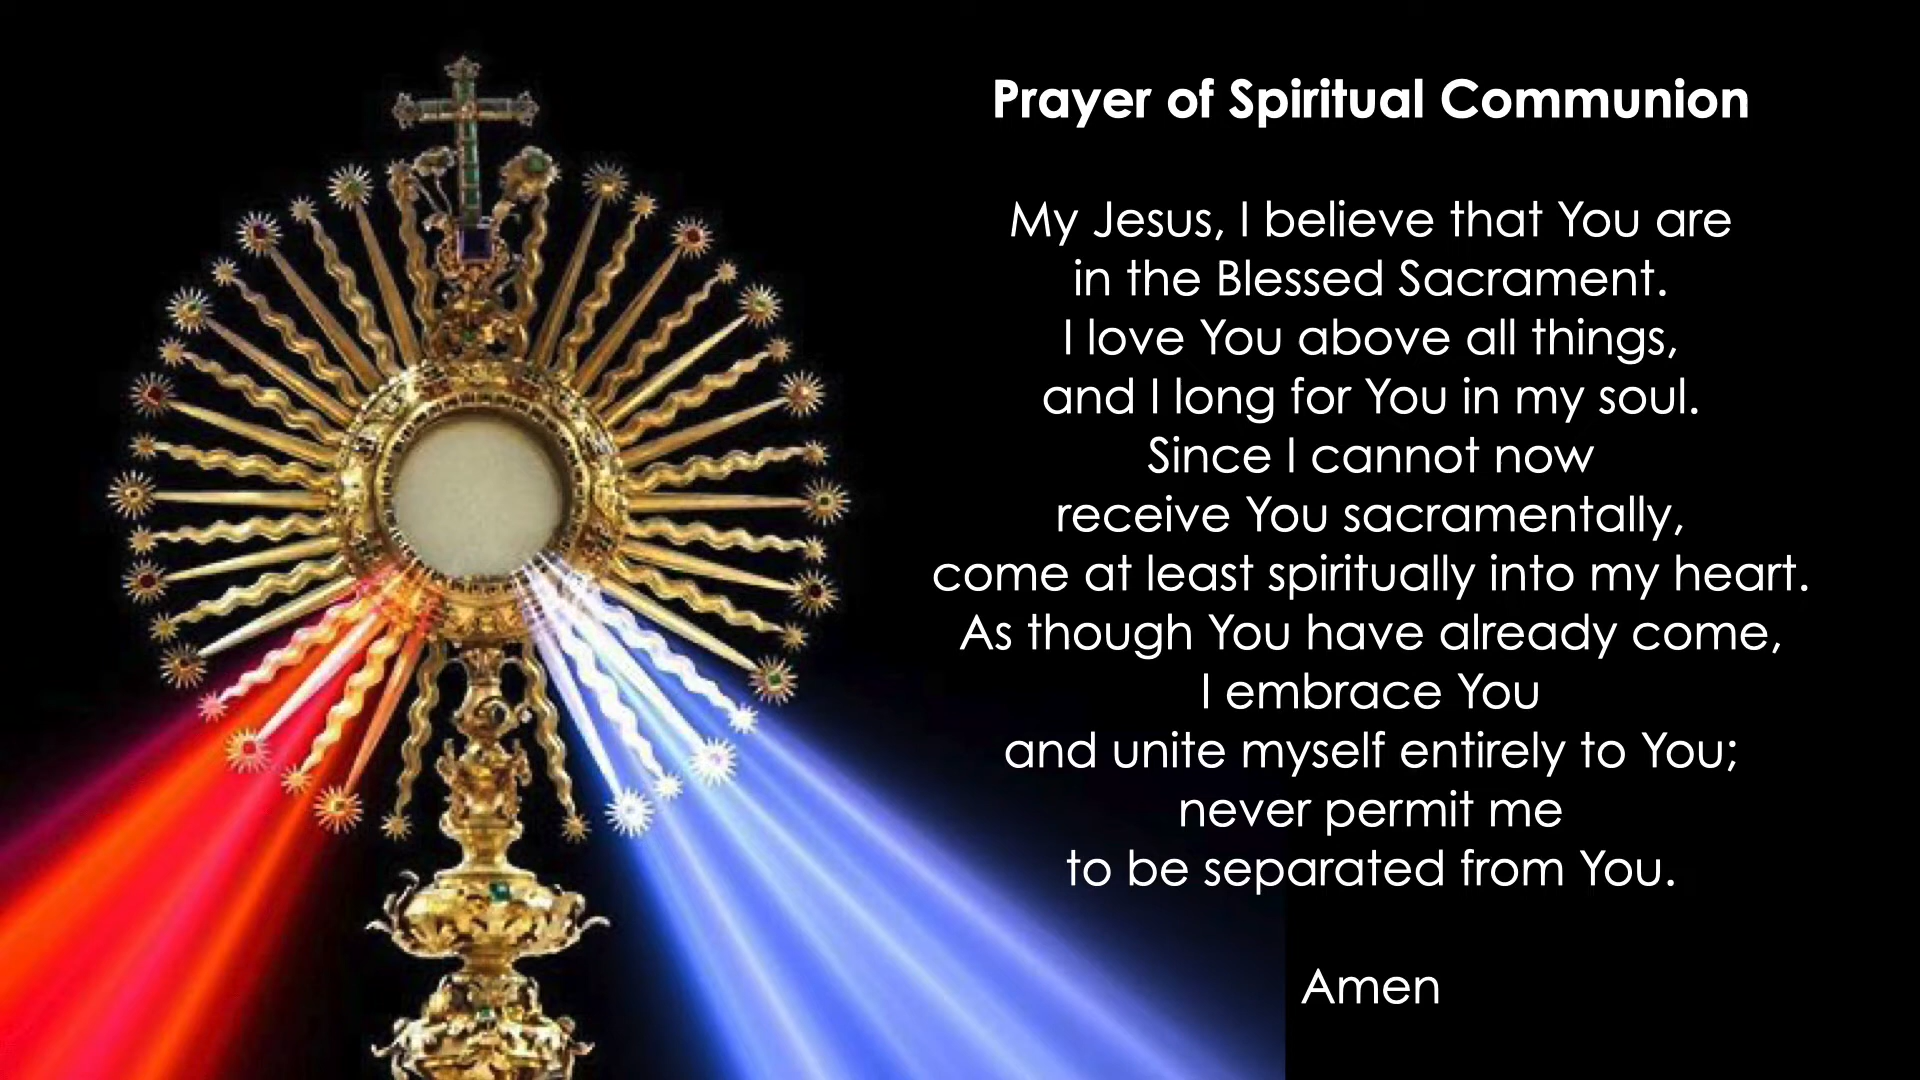 Prayer of Spiritual Communion
My Jesus, I believe that You are
in the Blessed Sacrament.
I love You above all things,
and I long for You in my soul.
Since I cannot now
receive You sacramentally,
come at least spiritually into my heart.
As though You have already come,
I embrace You
and unite myself entirely to You;
never permit me
to be separated from You.
Amen